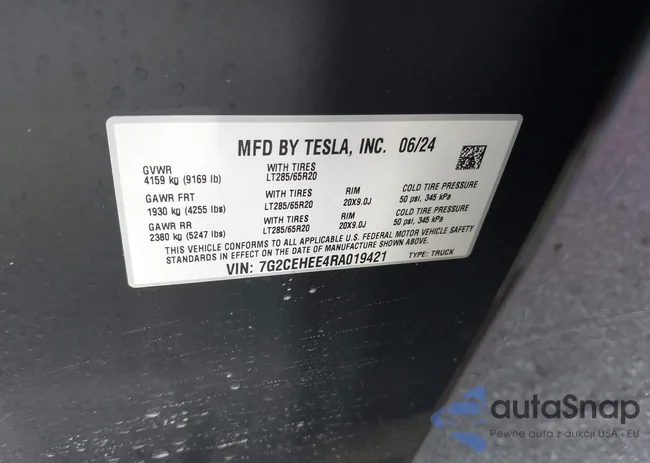 MFD BY TESLA, INC. 06/24
GVWR
4159 kg (9169 lb)
WITH TIRES
LT285/65R20
GAWR FRT
1930 kg (4255 lbs)
WITH TIRES
LT285/65R20
RIM
20X9.0J
COLD TIRE PRESSURE
50 psi, 345 kPa
GAWR RR
2380 kg (5247 lbs)
WITH TIRES
LT285/65R20
RIM
20X9.0J
COLD TIRE PRESSURE
50 psi, 345 kPa
THIS VEHICLE CONFORMS TO ALL APPLICABLE U.S. FEDERAL MOTOR VEHICLE SAFETY
STANDARDS IN EFFECT ON THE DATE OF MANUFACTURE SHOWN ABOVE.
VIN: 7G2CEHEE4RA019421
TYPE: TRUCK
autaSnap
Pewne auta z aukcji USA i EU